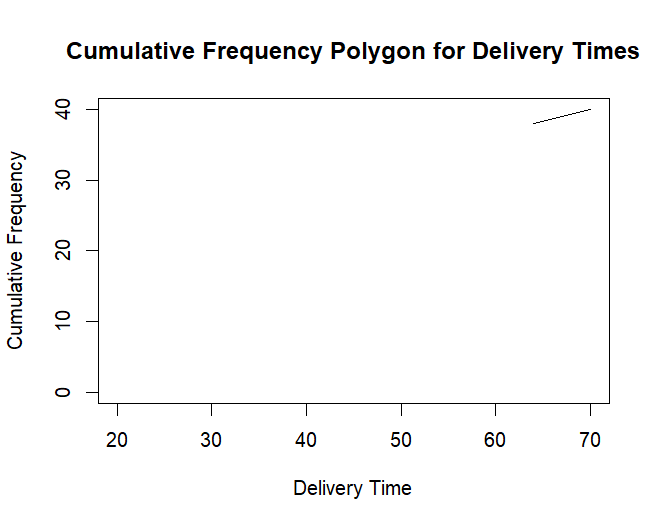 Cumulative Frequency Polygon for Delivery Times
Cumulative Frequency
40
30
20
10
0
20 30 40 50 60 70
Delivery Time